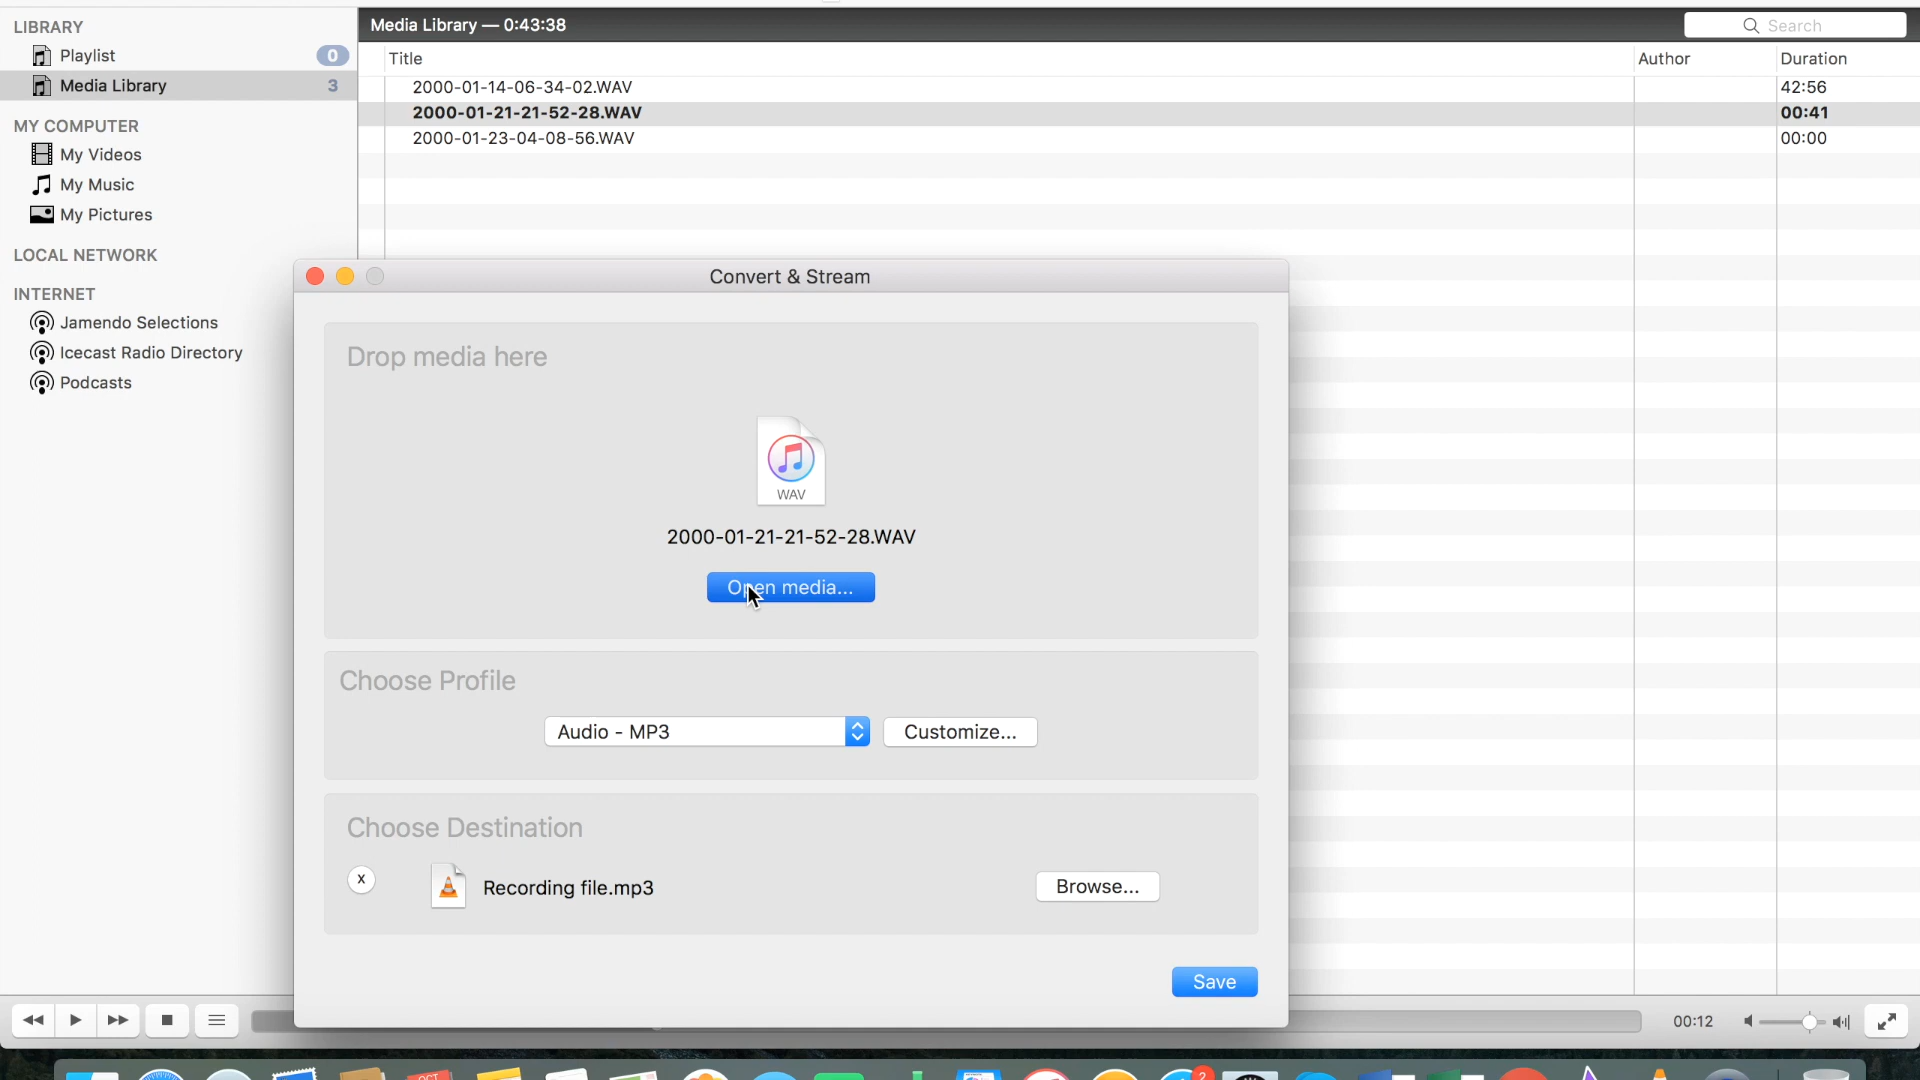 LIBRARY
Playlist 0
Media Library 3
MY COMPUTER
My Videos
My Music
My Pictures
LOCAL NETWORK
INTERNET
Jamendo Selections
Icecast Radio Directory
Podcasts
Media Library — 0:43:38
Search
Title Author Duration
2000-01-14-06-34-02.WAV 42:56
2000-01-21-21-52-28.WAV 00:41
2000-01-23-04-08-56.WAV 00:00
Convert & Stream
Drop media here
WAV
2000-01-21-21-52-28.WAV
Open media...
Choose Profile
Audio - MP3
Customize...
Choose Destination
x
Recording file.mp3
Browse...
Save
00:12
OCT
2